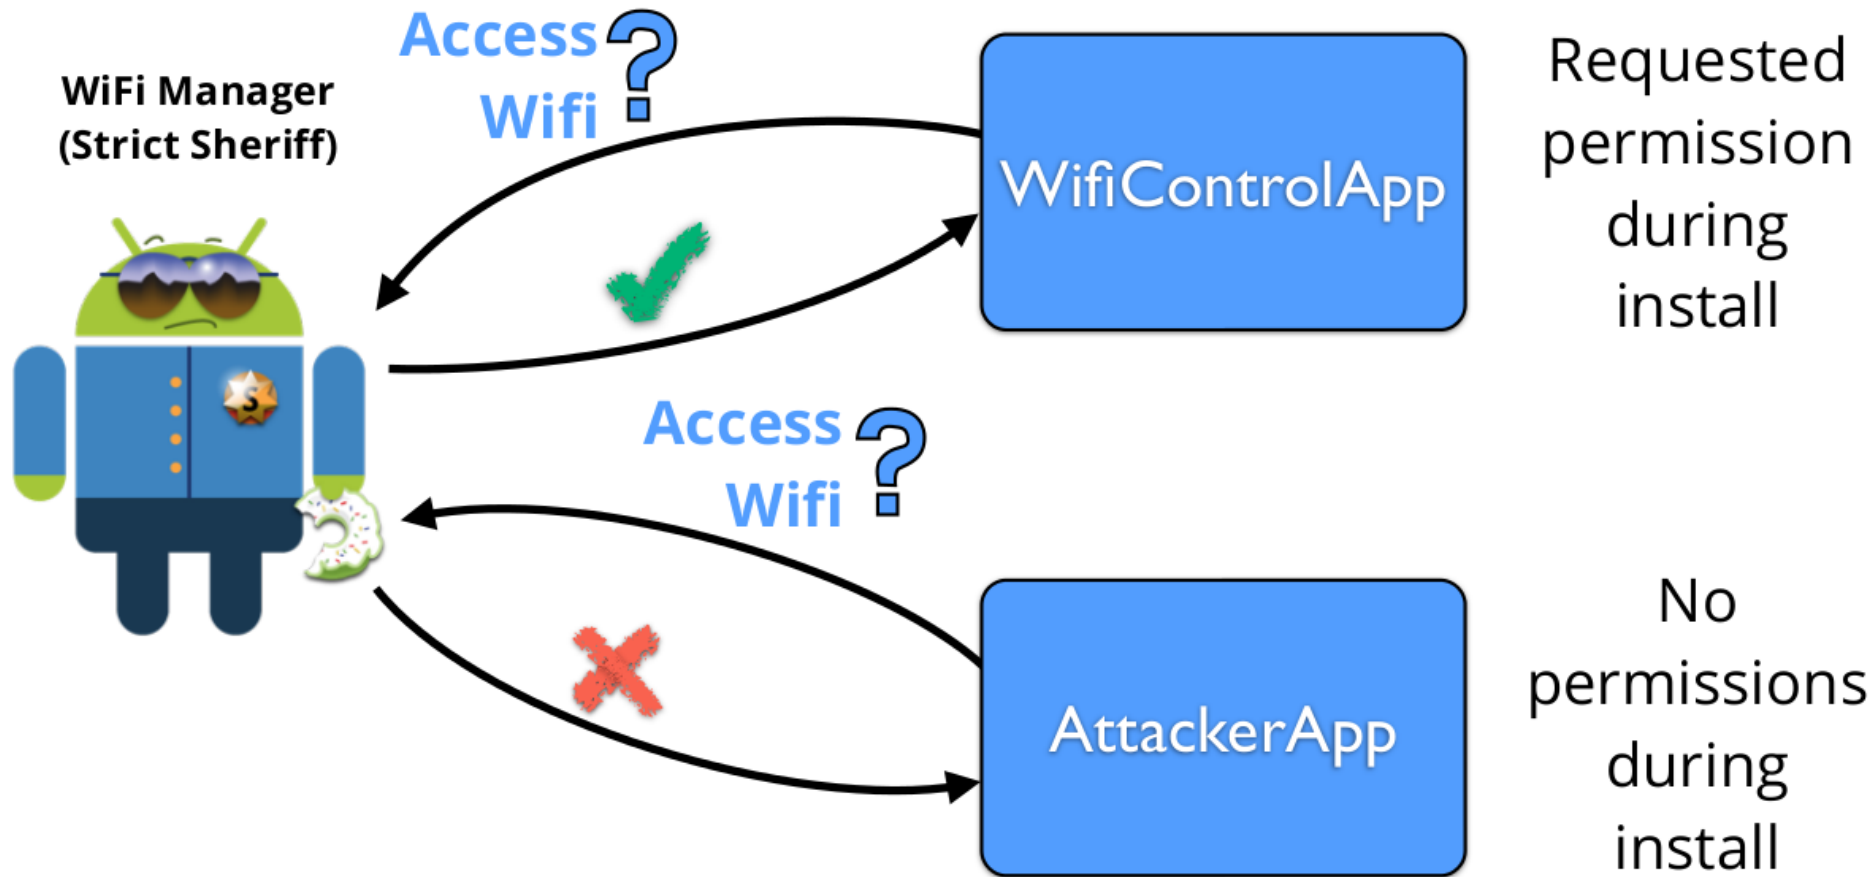 WiFi Manager
(Strict Sheriff)
Access
Wifi
?
WifiControlApp
Requested
permission
during
install
S
Access
Wifi
?
AttackerApp
No
permissions
during
install